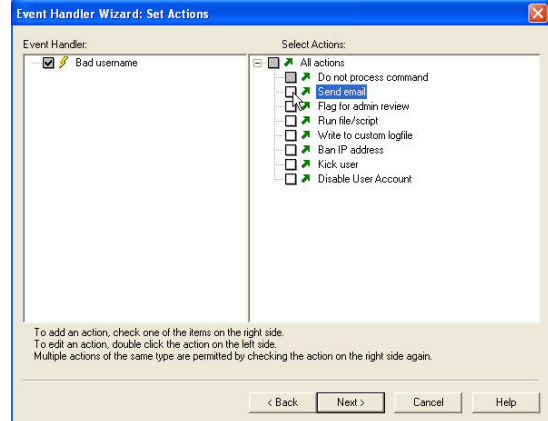 Event Handler Wizard: Set Actions
Event Handler:
Select Actions:
Bad username
All actions
Do not process command
Send email
Flag for admin review
Run file/script
Write to custom logfile
Ban IP address
Kick user
Disable User Account
To add an action, check one of the items on the right side.
To edit an action, double click the action on the left side.
Multiple actions of the same type are permitted by checking the action on the right side again.
< Back
Next >
Cancel
Help